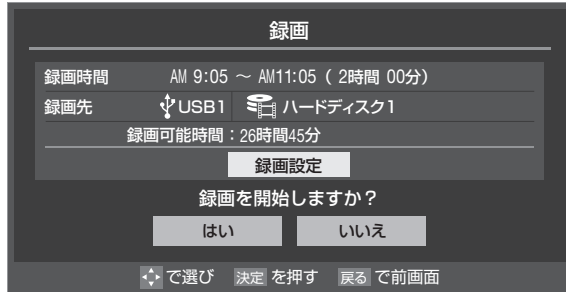 録画
録画時間 AM 9:05 ～ AM11:05 ( 2時間 00分)
録画先 USB1 ハードディスク1
録画可能時間：26時間45分
録画設定
録画を開始しますか？
はい いいえ
で選び 決定 を押す 戻る で前画面